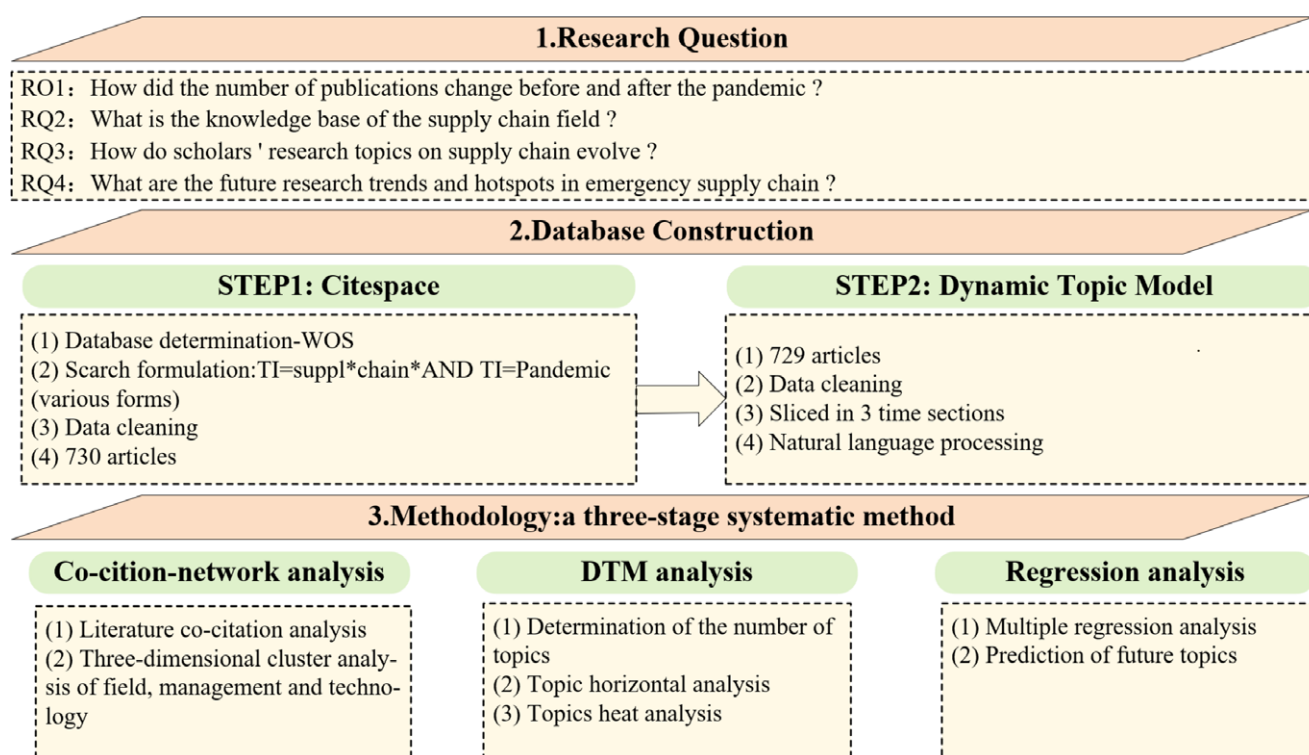 1.Research Question
RO1： How did the number of publications change before and after the pandemic ?
RQ2： What is the knowledge base of the supply chain field ?
RQ3： How do scholars ' research topics on supply chain evolve ?
RQ4： What are the future research trends and hotspots in emergency supply chain ?
2.Database Construction
STEP1: Citespace
(1) Database determination-WOS
(2) Scarch formulation:TI=suppl*chain*AND TI=Pandemic
(various forms)
(3) Data cleaning
(4) 730 articles
STEP2: Dynamic Topic Model
(1) 729 articles
(2) Data cleaning
(3) Sliced in 3 time sections
(4) Natural language processing
3.Methodology:a three-stage systematic method
Co-cition-network analysis
(1) Literature co-citation analysis
(2) Three-dimensional cluster analy-
sis of field, management and techno-
logy
DTM analysis
(1) Determination of the number of
topics
(2) Topic horizontal analysis
(3) Topics heat analysis
Regression analysis
(1) Multiple regression analysis
(2) Prediction of future topics